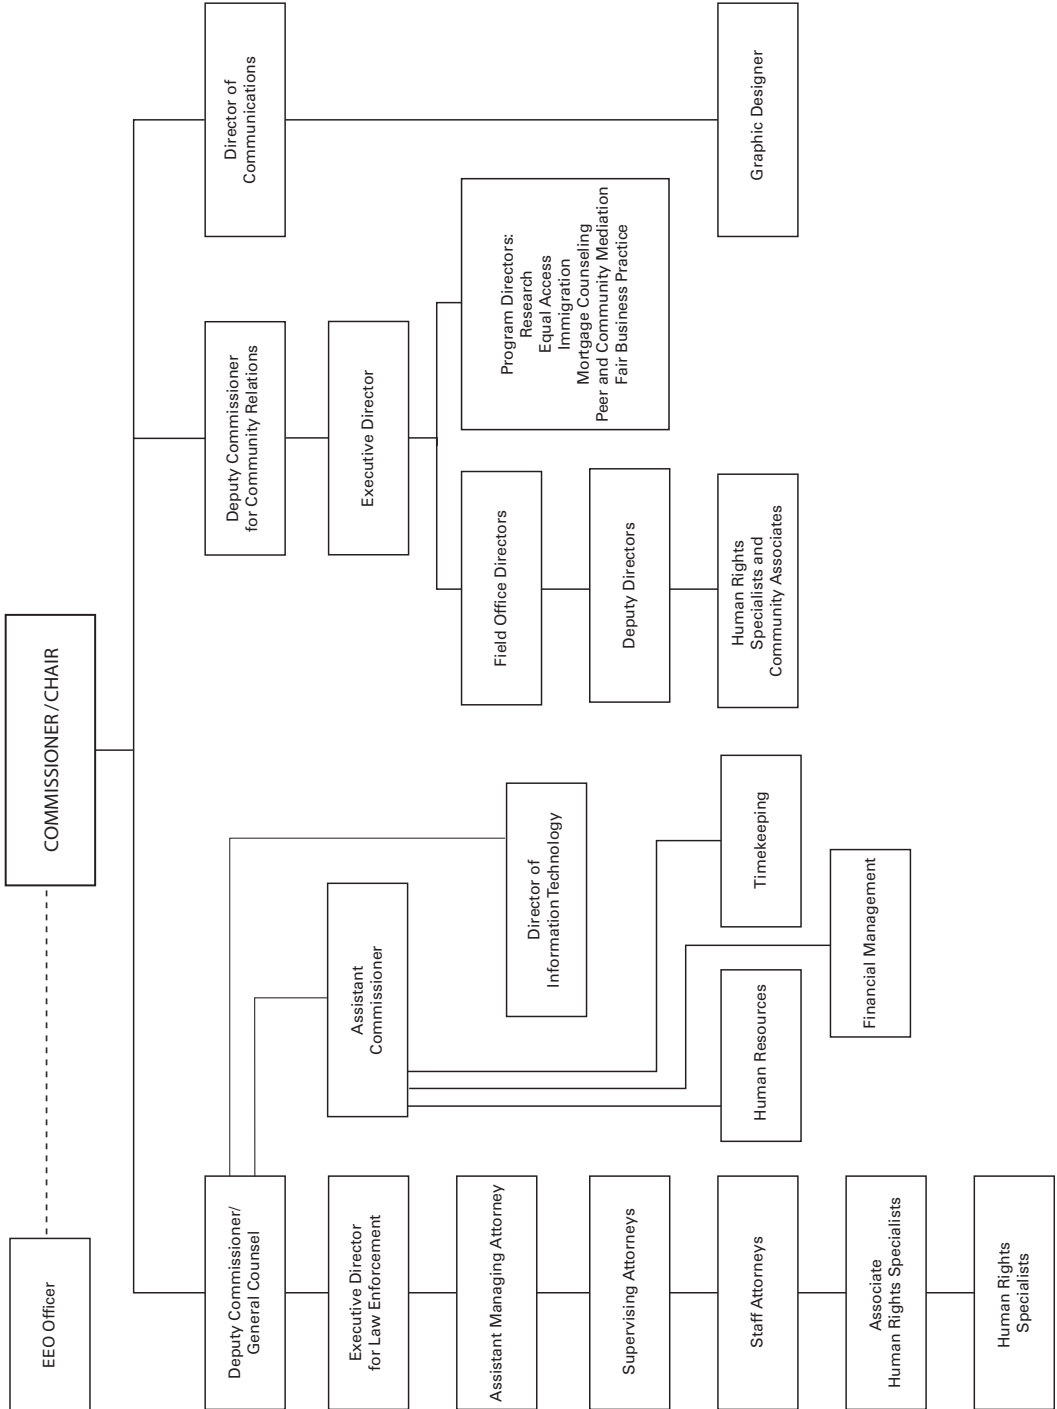 COMMISSIONER/CHAIR
EEO Officer
Deputy Commissioner/
General Counsel
Deputy Commissioner
for Community Relations
Director of
Communications
Executive Director
for Law Enforcement
Assistant
Commissioner
Executive Director
Assistant Managing Attorney
Director of
Information Technology
Field Office Directors
Program Directors:
Research
Equal Access
Immigration
Mortgage Counseling
Peer and Community Mediation
Fair Business Practice
Supervising Attorneys
Deputy Directors
Staff Attorneys
Human Resources
Timekeeping
Human Rights
Specialists and
Community Associates
Graphic Designer
Associate
Human Rights Specialists
Financial Management
Human Rights
Specialists